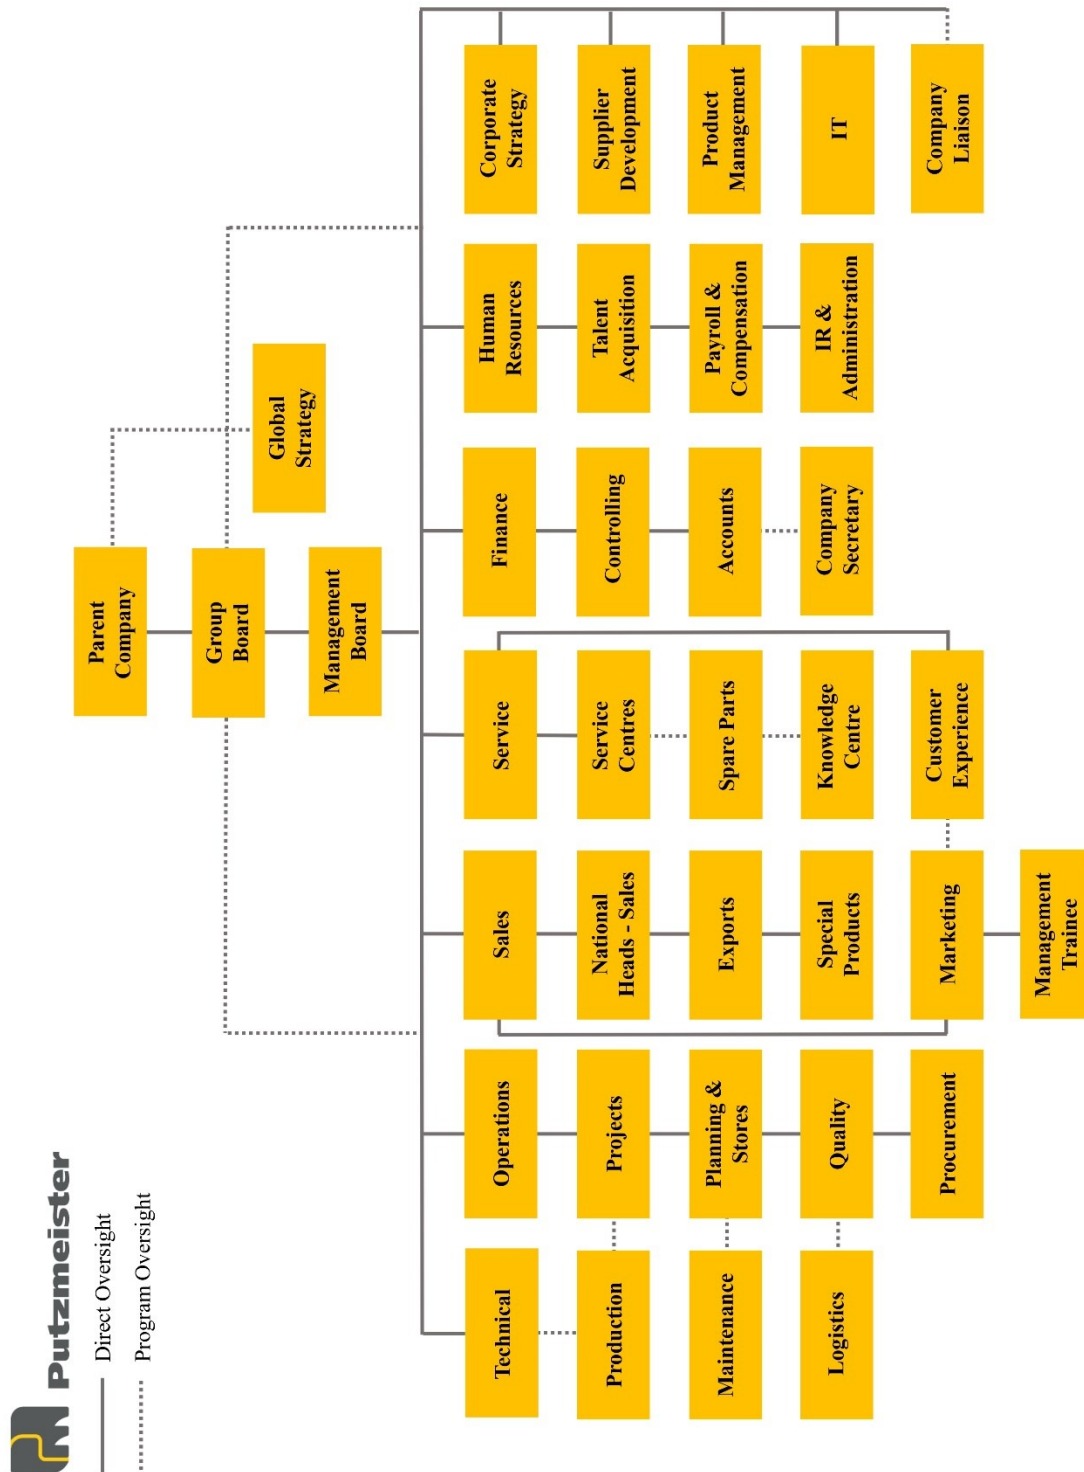 Putzmeister
Direct Oversight
Program Oversight
Parent
Company
Group
Board
Global
Strategy
Management
Board
Technical
Operations
Sales
Service
Finance
Human
Resources
Corporate
Strategy
Production
Projects
National
Heads - Sales
Service
Centres
Controlling
Talent
Acquisition
Supplier
Development
Maintenance
Planning &
Stores
Exports
Spare Parts
Accounts
Payroll &
Compensation
Product
Management
Logistics
Quality
Special
Products
Knowledge
Centre
Company
Secretary
IR &
Administration
IT
Procurement
Marketing
Customer
Experience
Company
Liaison
Management
Trainee